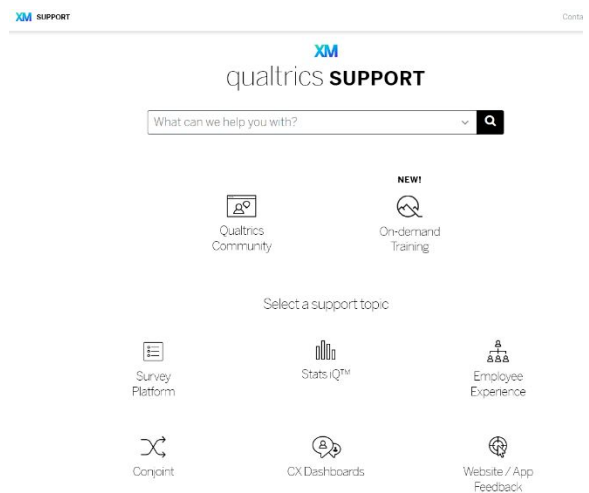 XM SUPPORT
Conta
XM
qualtrics SUPPORT
What can we help you with?
NEW!
Qualtrics
Community
On-demand
Training
Select a support topic
Survey
Platform
Stats iQ™
Employee
Experience
Conjoint
CX Dashboards
Website / App
Feedback